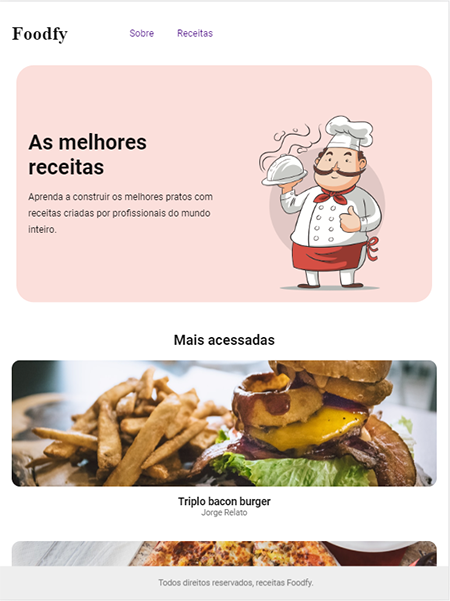 Foodfy
Sobre Receitas
As melhores
receitas
Aprenda a construir os melhores pratos com
receitas criadas por profissionais do mundo
inteiro.
Mais acessadas
Triplo bacon burger
Jorge Relato
Todos direitos reservados, receitas Foodfy.